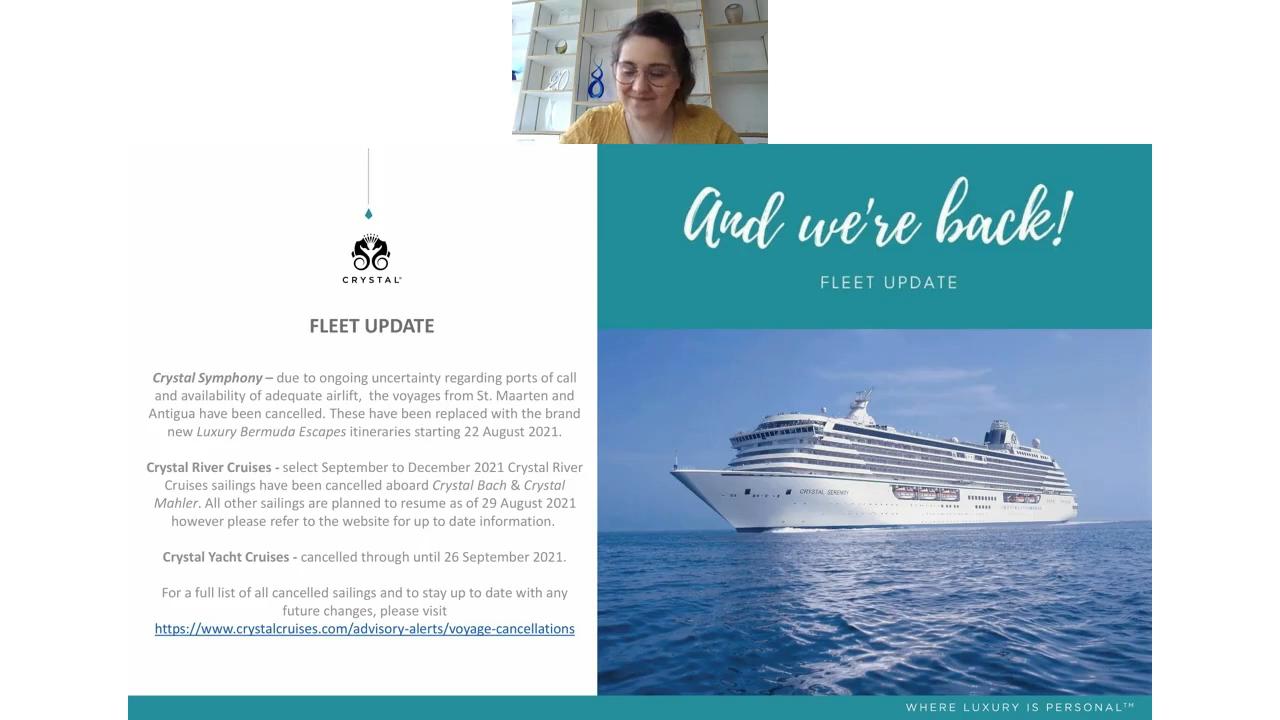 CRYSTAL
FLEET UPDATE
Crystal Symphony – due to ongoing uncertainty regarding ports of call
and availability of adequate airlift, the voyages from St. Maarten and
Antigua have been cancelled. These have been replaced with the brand
new Luxury Bermuda Escapes itineraries starting 22 August 2021.
Crystal River Cruises - select September to December 2021 Crystal River
Cruises sailings have been cancelled aboard Crystal Bach & Crystal
Mahler. All other sailings are planned to resume as of 29 August 2021
however please refer to the website for up to date information.
Crystal Yacht Cruises - cancelled through until 26 September 2021.
For a full list of all cancelled sailings and to stay up to date with any
future changes, please visit
https://www.crystalcruises.com/advisory-alerts/voyage-cancellations
And we're back!
FLEET UPDATE
CRYSTAL SERENITY
WHERE LUXURY IS PERSONAL™